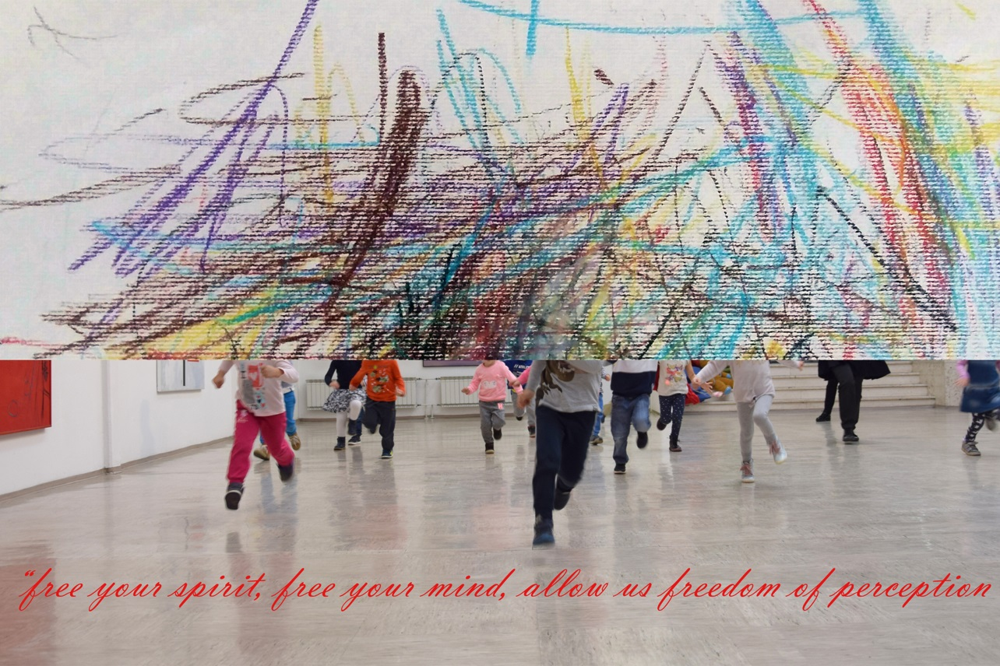 “free your spirit, free your mind, allow us freedom of perception